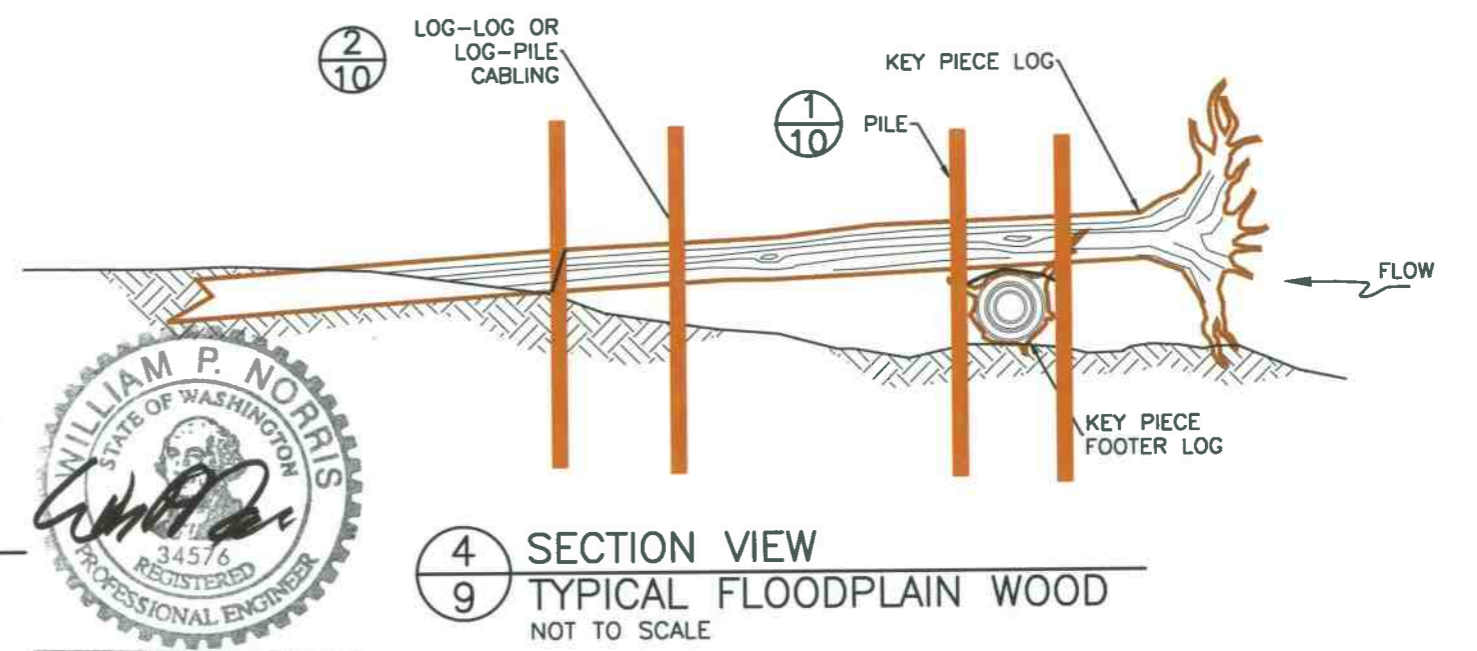 2
10
LOG-LOG OR
LOG-PILE
CABLING
KEY PIECE LOG
1
10
PILE
FLOW
KEY PIECE
FOOTER LOG
WILLIAM P. NORRIS
STATE OF WASHINGTON
34576
REGISTERED
PROFESSIONAL ENGINEER
4
9
SECTION VIEW
TYPICAL FLOODPLAIN WOOD
NOT TO SCALE